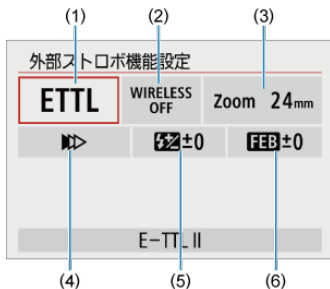 (1) (2) (3)
外部ストロボ機能設定
ETTL WIRELESS OFF Zoom 24mm
±0 FEB ±0
E-TTL II
(4) (5) (6)